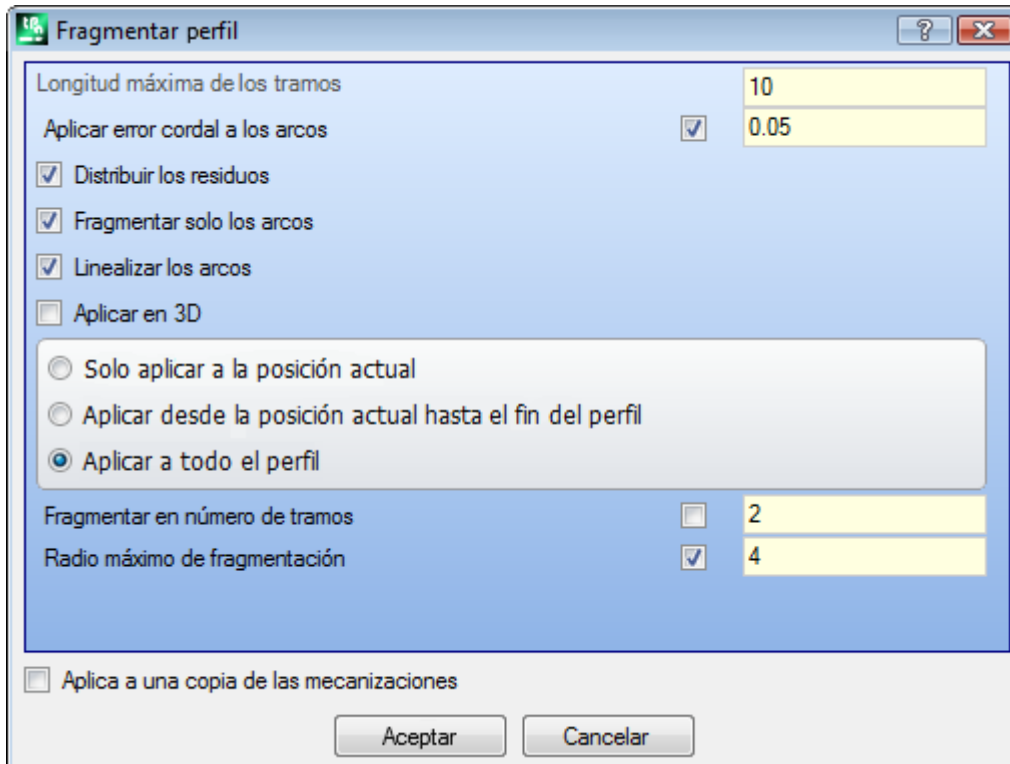 Fragmentar perfil
Longitud máxima de los tramos 10
Aplicar error cordal a los arcos 0.05
Distribuir los residuos
Fragmentar solo los arcos
Linealizar los arcos
Aplicar en 3D
Solo aplicar a la posición actual
Aplicar desde la posición actual hasta el fin del perfil
Aplicar a todo el perfil
Fragmentar en número de tramos 2
Radio máximo de fragmentación 4
Aplica a una copia de las mecanizaciones
Aceptar Cancelar